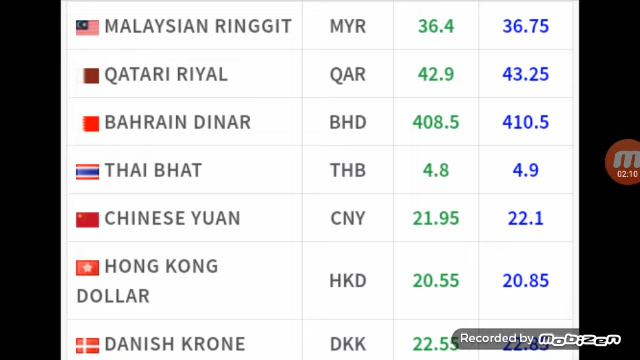 MALAYSIAN RINGGIT MYR 36.4 36.75
QATARI RIYAL QAR 42.9 43.25
BAHRAIN DINAR BHD 408.5 410.5
THAI BHAT THB 4.8 4.9
CHINESE YUAN CNY 21.95 22.1
HONG KONG
DOLLAR HKD 20.55 20.85
DANISH KRONE DKK 22.55
02:10
Recorded by Mobizen